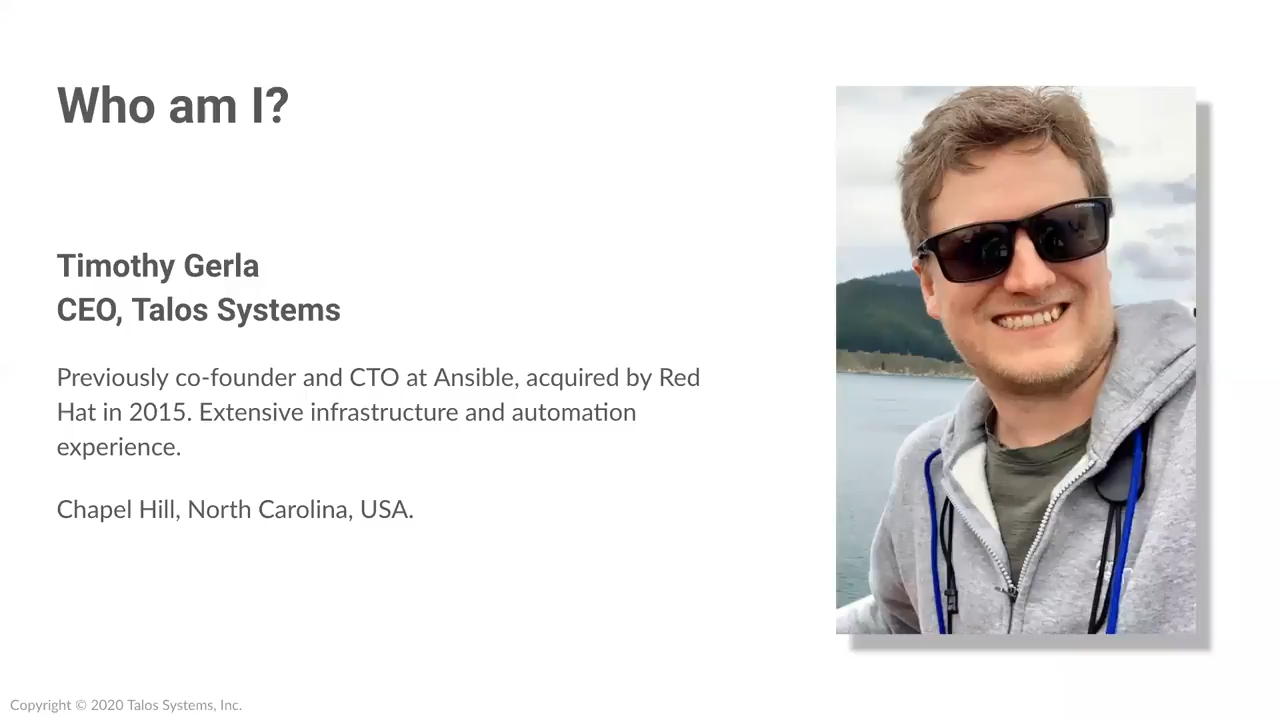 Who am I?
Timothy Gerla
CEO, Talos Systems
Previously co-founder and CTO at Ansible, acquired by Red
Hat in 2015. Extensive infrastructure and automation
experience.
Chapel Hill, North Carolina, USA.
Copyright © 2020 Talos Systems, Inc.